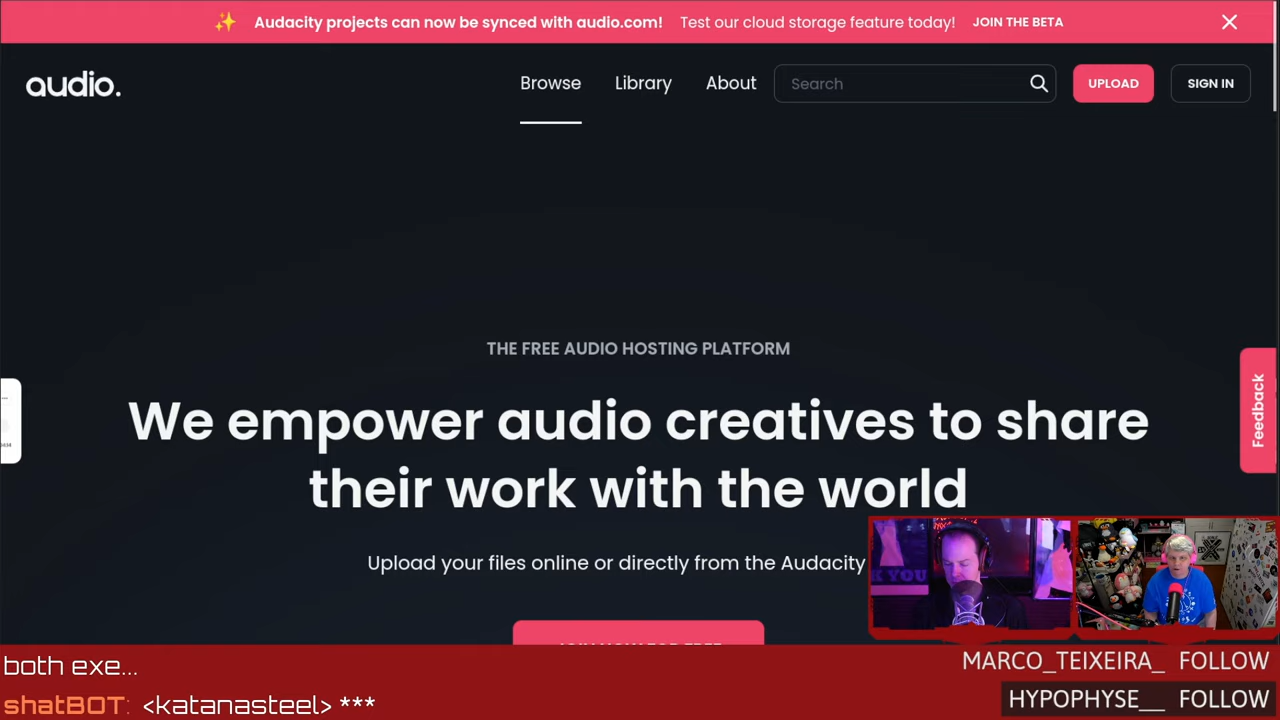 ✨ Audacity projects can now be synced with audio.com! Test our cloud storage feature today! JOIN THE BETA
audio. Browse Library About Search UPLOAD SIGN IN
THE FREE AUDIO HOSTING PLATFORM
We empower audio creatives to share
their work with the world
Feedback
Upload your files online or directly from the Audacity
K YOU
both exe...
shatBOT: <katanasteel> ***
MARCO_TEIXEIRA_ FOLLOW
HYPOPHYSE__ FOLLOW